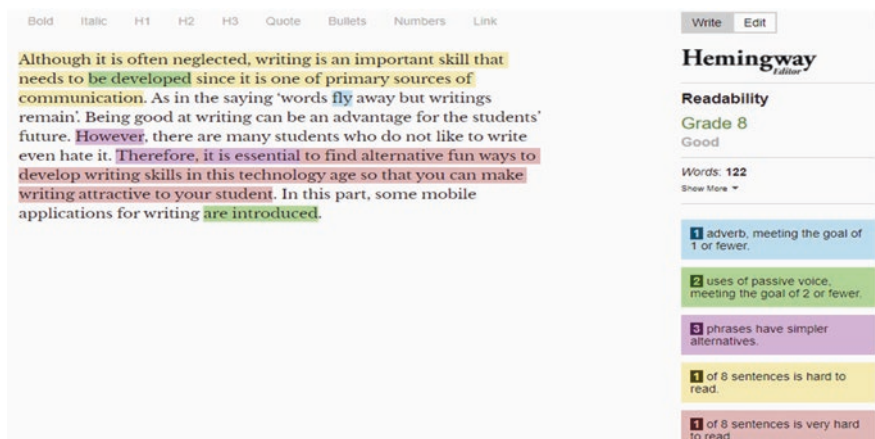 Bold Italic H1 H2 H3 Quote Bullets Numbers Link
Although it is often neglected, writing is an important skill that
needs to be developed since it is one of primary sources of
communication. As in the saying ‘words fly away but writings
remain’. Being good at writing can be an advantage for the students’
future. However, there are many students who do not like to write
even hate it. Therefore, it is essential to find alternative fun ways to
develop writing skills in this technology age so that you can make
writing attractive to your student. In this part, some mobile
applications for writing are introduced.
Write Edit
Hemingway
Editor
Readability
Grade 8
Good
Words: 122
Show More
1 adverb, meeting the goal of
1 or fewer.
2 uses of passive voice,
meeting the goal of 2 or fewer.
3 phrases have simpler
alternatives.
1 of 8 sentences is hard to
read.
1 of 8 sentences is very hard
to read